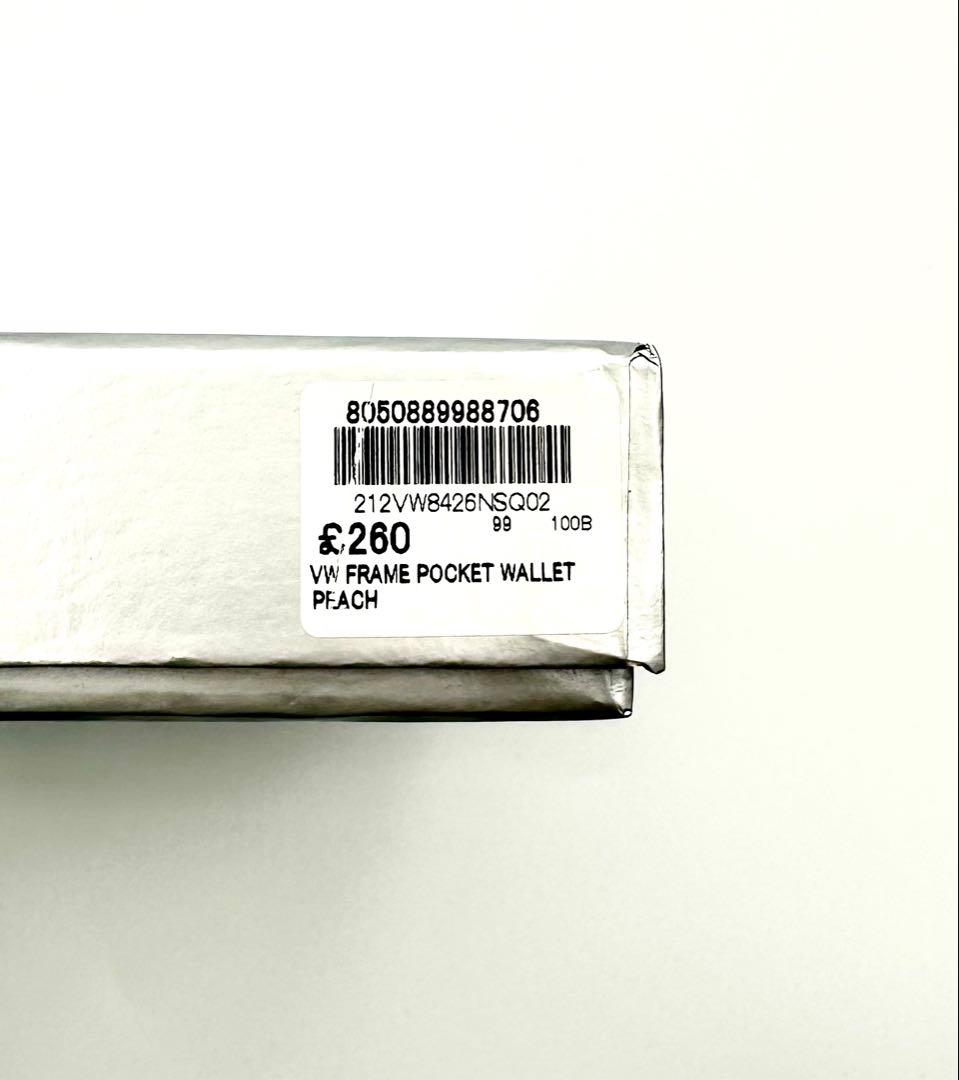 8050889988706
212VW8426NSQ02
99 100B
£260
VW FRAME POCKET WALLET
PEACH